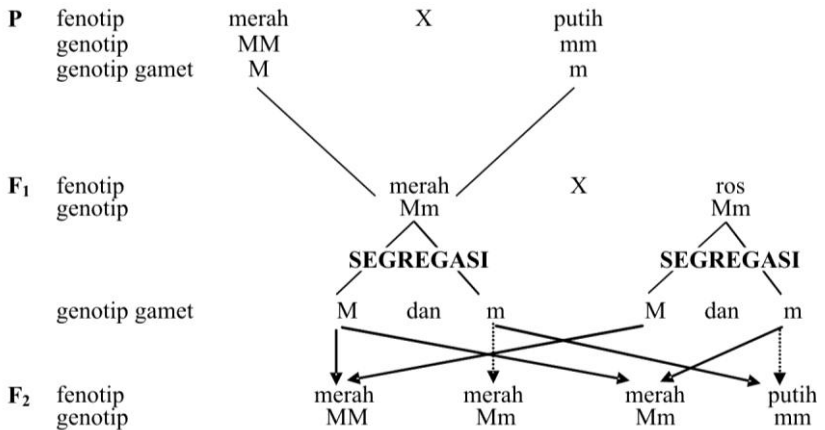 P fenotip merah X putih
genotip MM mm
genotip gamet M m
F₁ fenotip merah X ros
genotip Mm Mm
SEGREGASI SEGREGASI
genotip gamet M dan m M dan m
F₂ fenotip merah merah merah putih
genotip MM Mm Mm mm